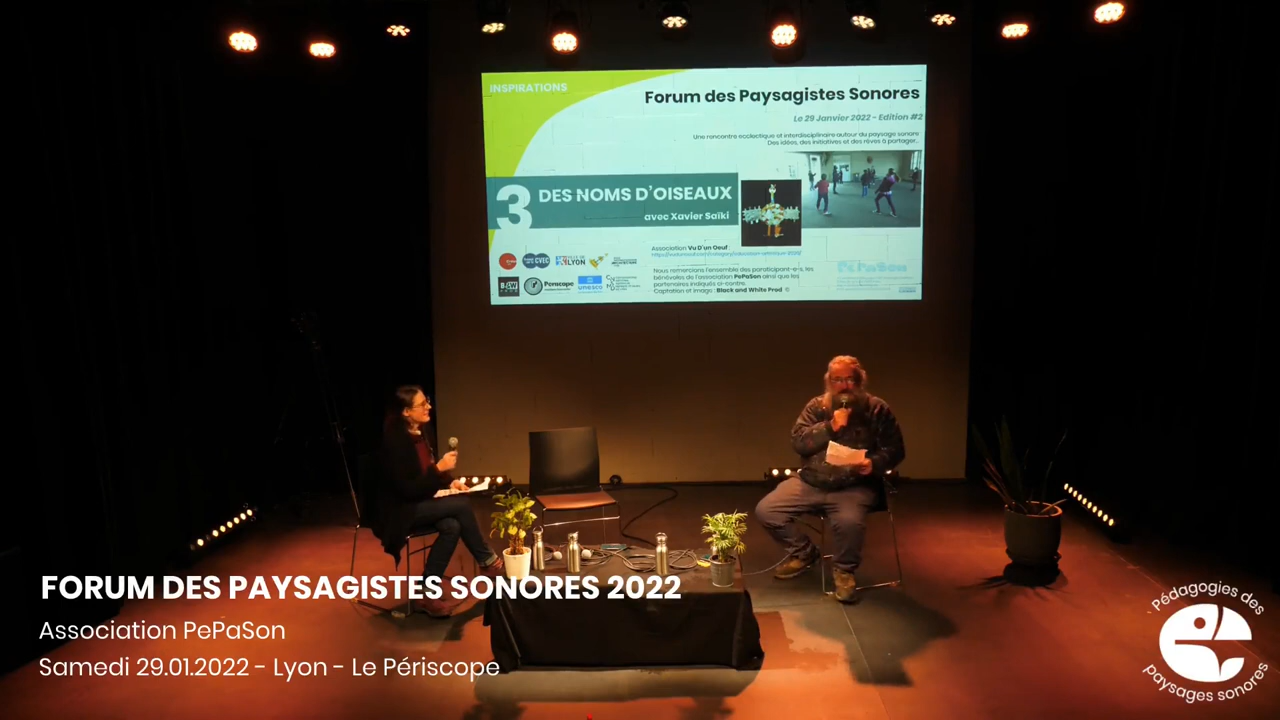 INSPIRATIONS
Forum des Paysagistes Sonores
Le 29 Janvier 2022 - Edition #2
Une rencontre ecclectique et interdisciplinaire autour du paysage sonore
Des idées, des initiatives et des rêves à partager...
3 DES NOMS D'OISEAUX
avec Xavier Saïki
Association Vu D'un Oeuf
CVEC
LYON
Nous remercions l'ensemble des paraticipant-e-s, les
bénévoles de l'association PePaSon ainsi que les
partenaires indiqués ci-contre.
Captation et image : Black and White Prod ©
B&W
Periscope
unesco
PePaSon
FORUM DES PAYSAGISTES SONORES 2022
Association PePaSon
Samedi 29.01.2022 - Lyon - Le Périscope
Pédagogies des
paysages sonores